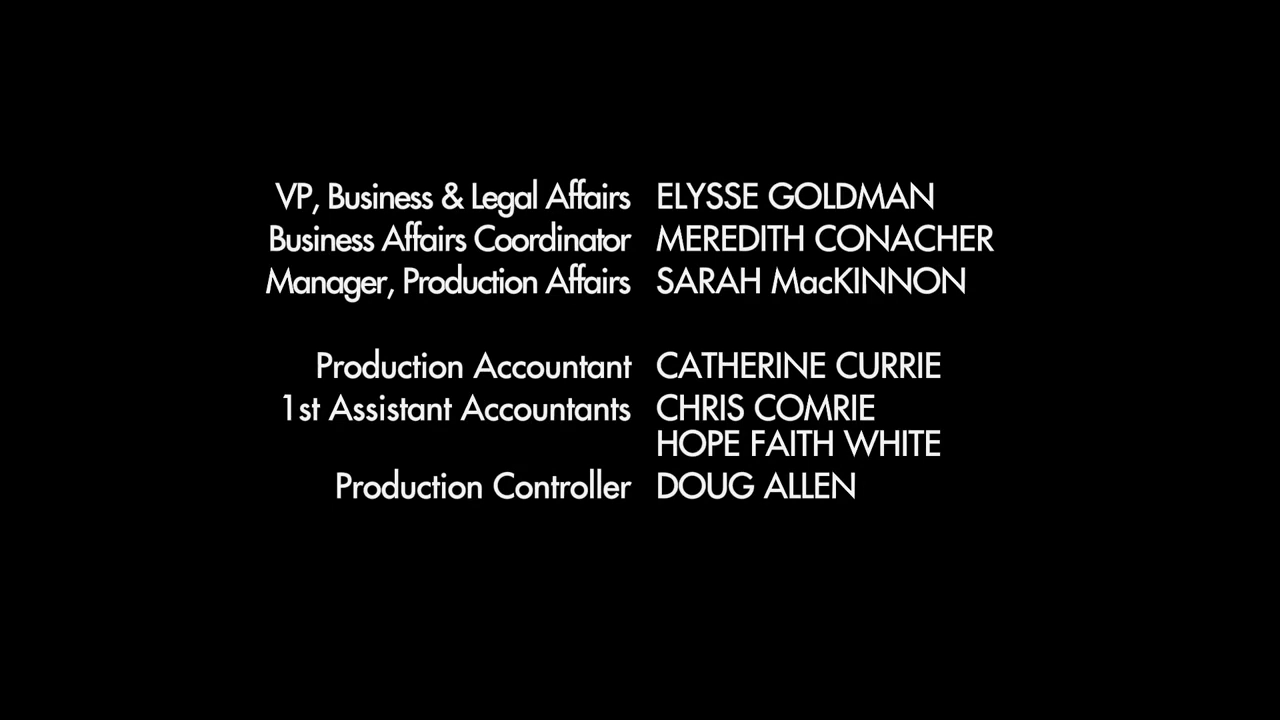 VP, Business & Legal Affairs ELYSSE GOLDMAN
Business Affairs Coordinator MEREDITH CONACHER
Manager, Production Affairs SARAH MacKINNON
Production Accountant CATHERINE CURRIE
1st Assistant Accountants CHRIS COMRIE
HOPE FAITH WHITE
Production Controller DOUG ALLEN